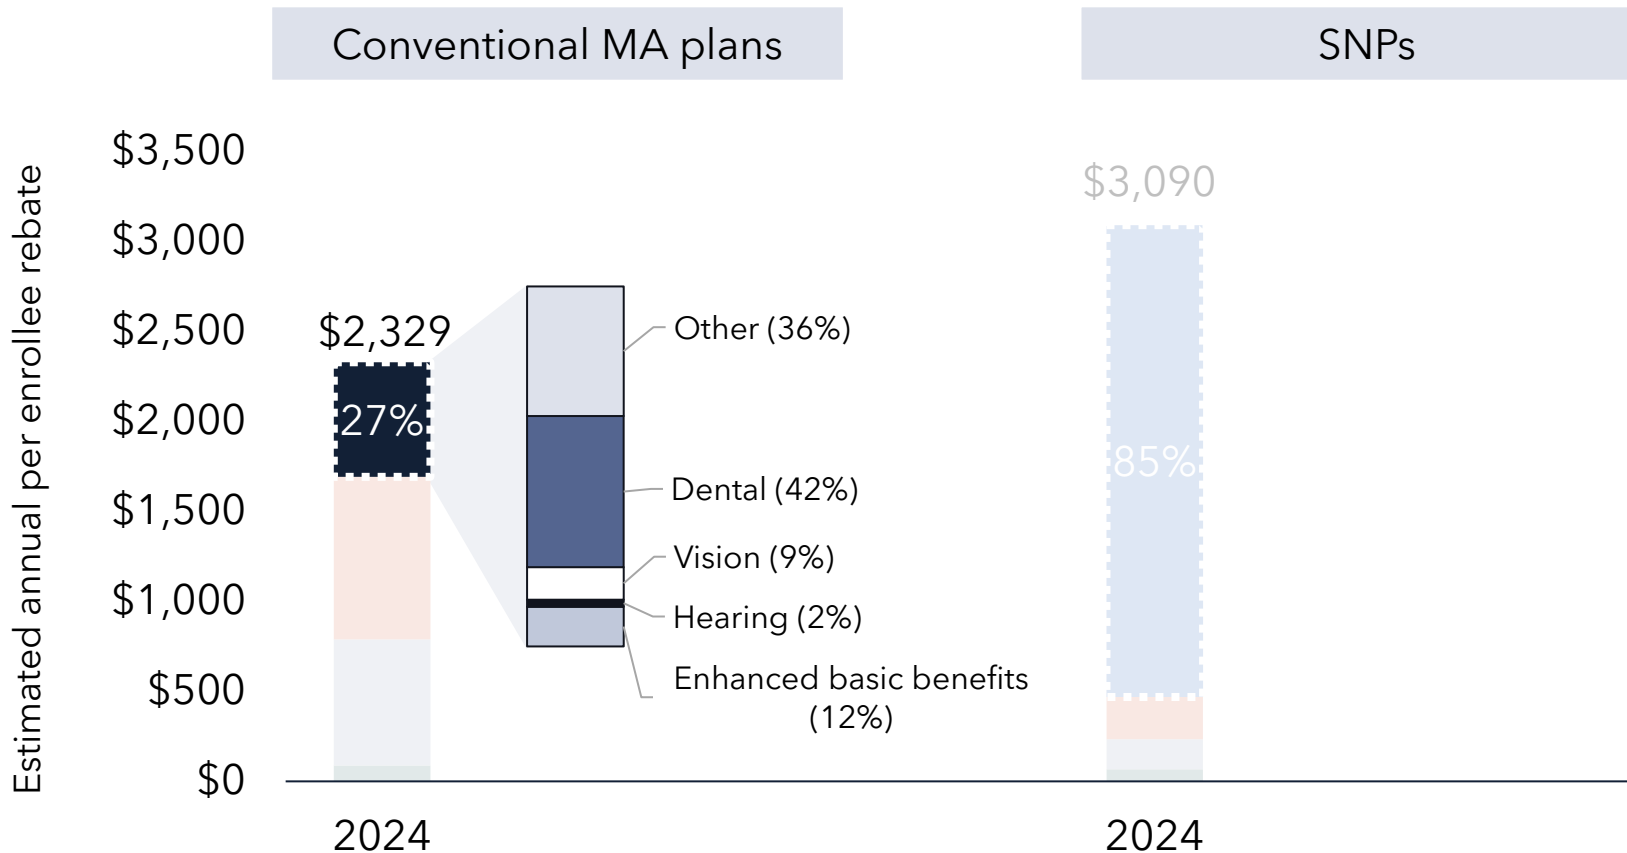 Conventional MA plans
SNPs
Estimated annual per enrollee rebate
$3,500
$3,000
$2,500
$2,000
$1,500
$1,000
$500
$0
$2,329
27%
Other (36%)
Dental (42%)
Vision (9%)
Hearing (2%)
Enhanced basic benefits
(12%)
2024
$3,090
85%
2024